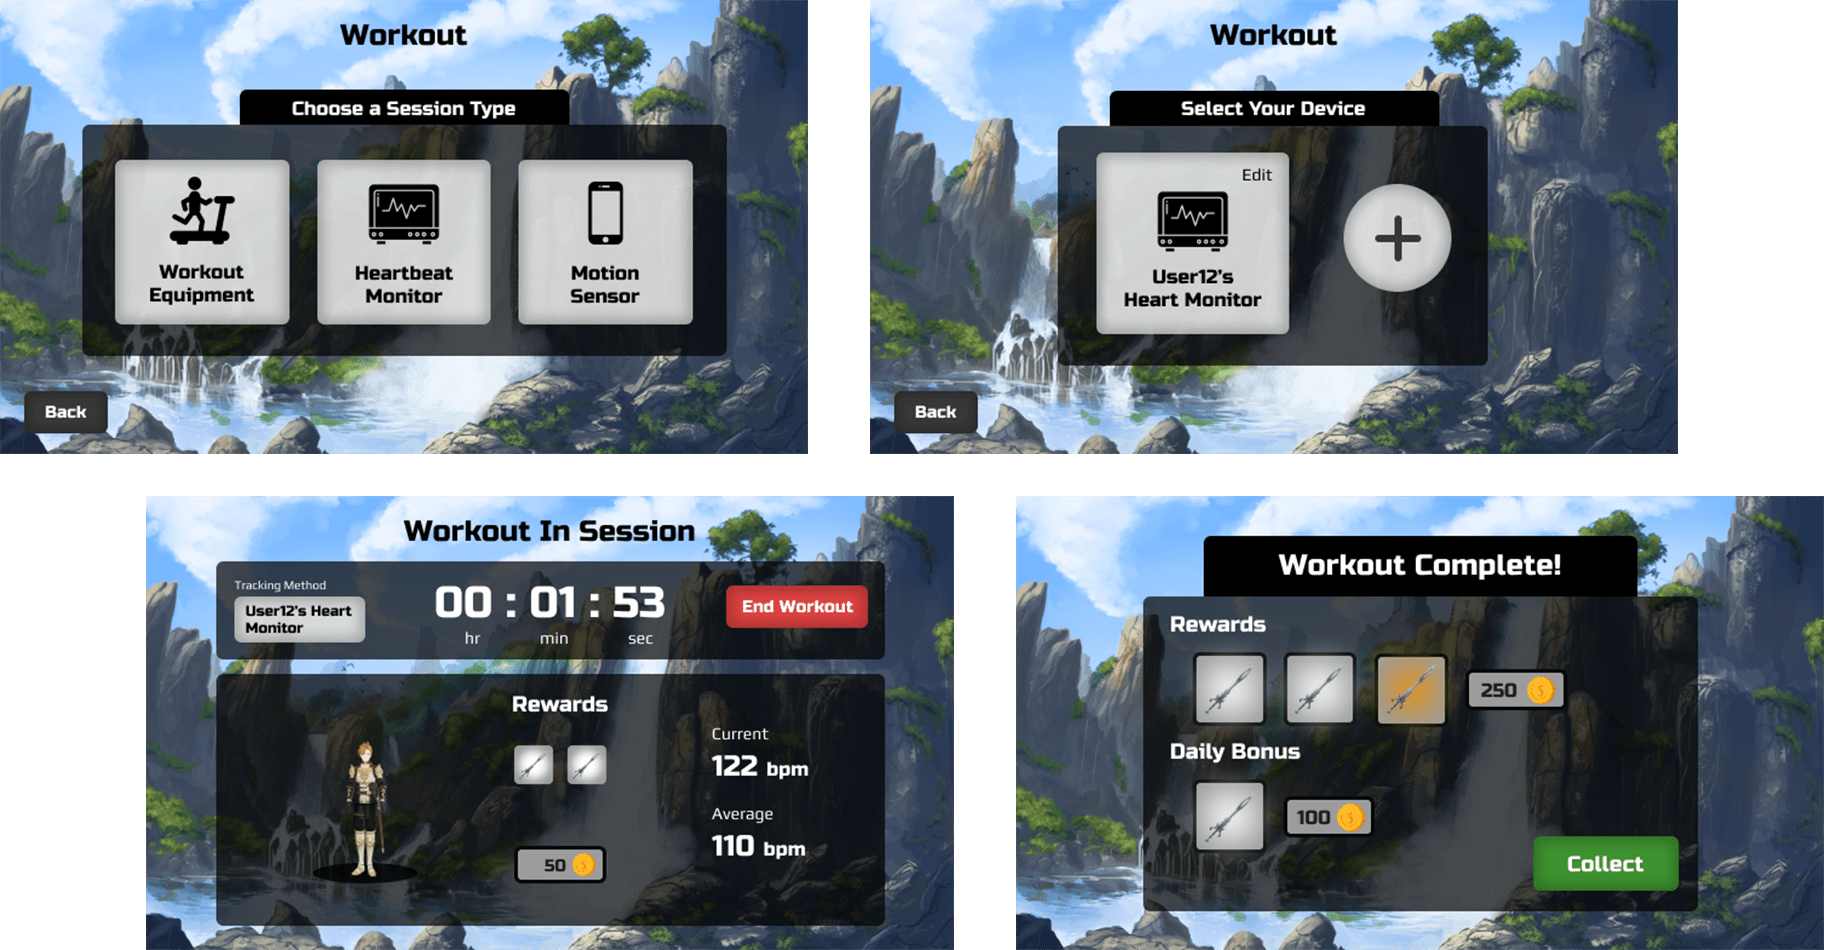 Workout
Choose a Session Type
Workout
Equipment
Heartbeat
Monitor
Motion
Sensor
Back
Workout
Select Your Device
Edit
User12's
Heart Monitor
Back
Workout In Session
Tracking Method
User12's Heart
Monitor
00 : 01 : 53
hr min sec
End Workout
Rewards
50
Current
122 bpm
Average
110 bpm
Workout Complete!
Rewards
250
Daily Bonus
100
Collect